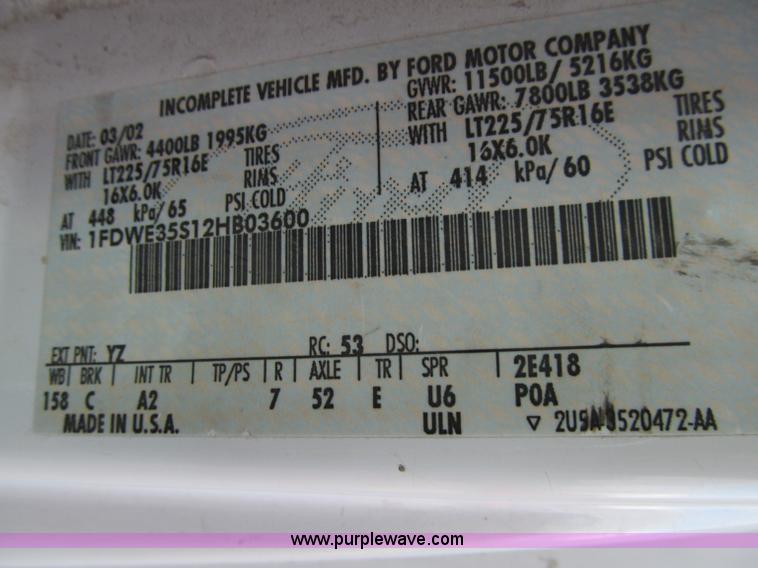 INCOMPLETE VEHICLE MFD. BY FORD MOTOR COMPANY
DATE: 03/02
GVWR: 11500LB/ 5216KG
FRONT GAWR: 4400LB 1995KG
REAR GAWR: 7800LB 3538KG
WITH LT225/75R16E TIRES
WITH LT225/75R16E TIRES
16X6.0K RIMS
16X6.0K RIMS
AT 448 kPa/65 PSI COLD
AT 414 kPa/60 PSI COLD
VIN: 1FDWE35S12HB03600
EXT PNT: YZ RC: 53 DSO:
WB BRK INT TR TP/PS R AXLE TR SPR 2E418
158 C A2 7 52 E U6 POA
MADE IN U.S.A. ULN
www.purplewave.com